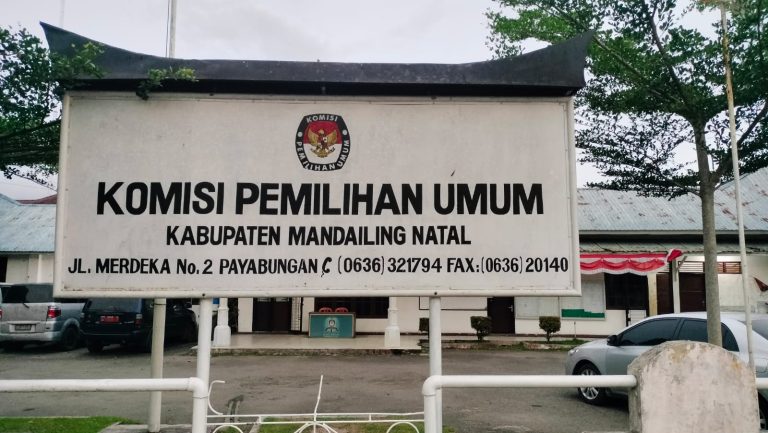 KOMISI
PEMILIHAN UMUM
KOMISI PEMILIHAN UMUM
KABUPATEN MANDAILING NATAL
JL. MERDEKA No. 2 PAYABUNGAN (0636) 321794 FAX: (0636) 20140